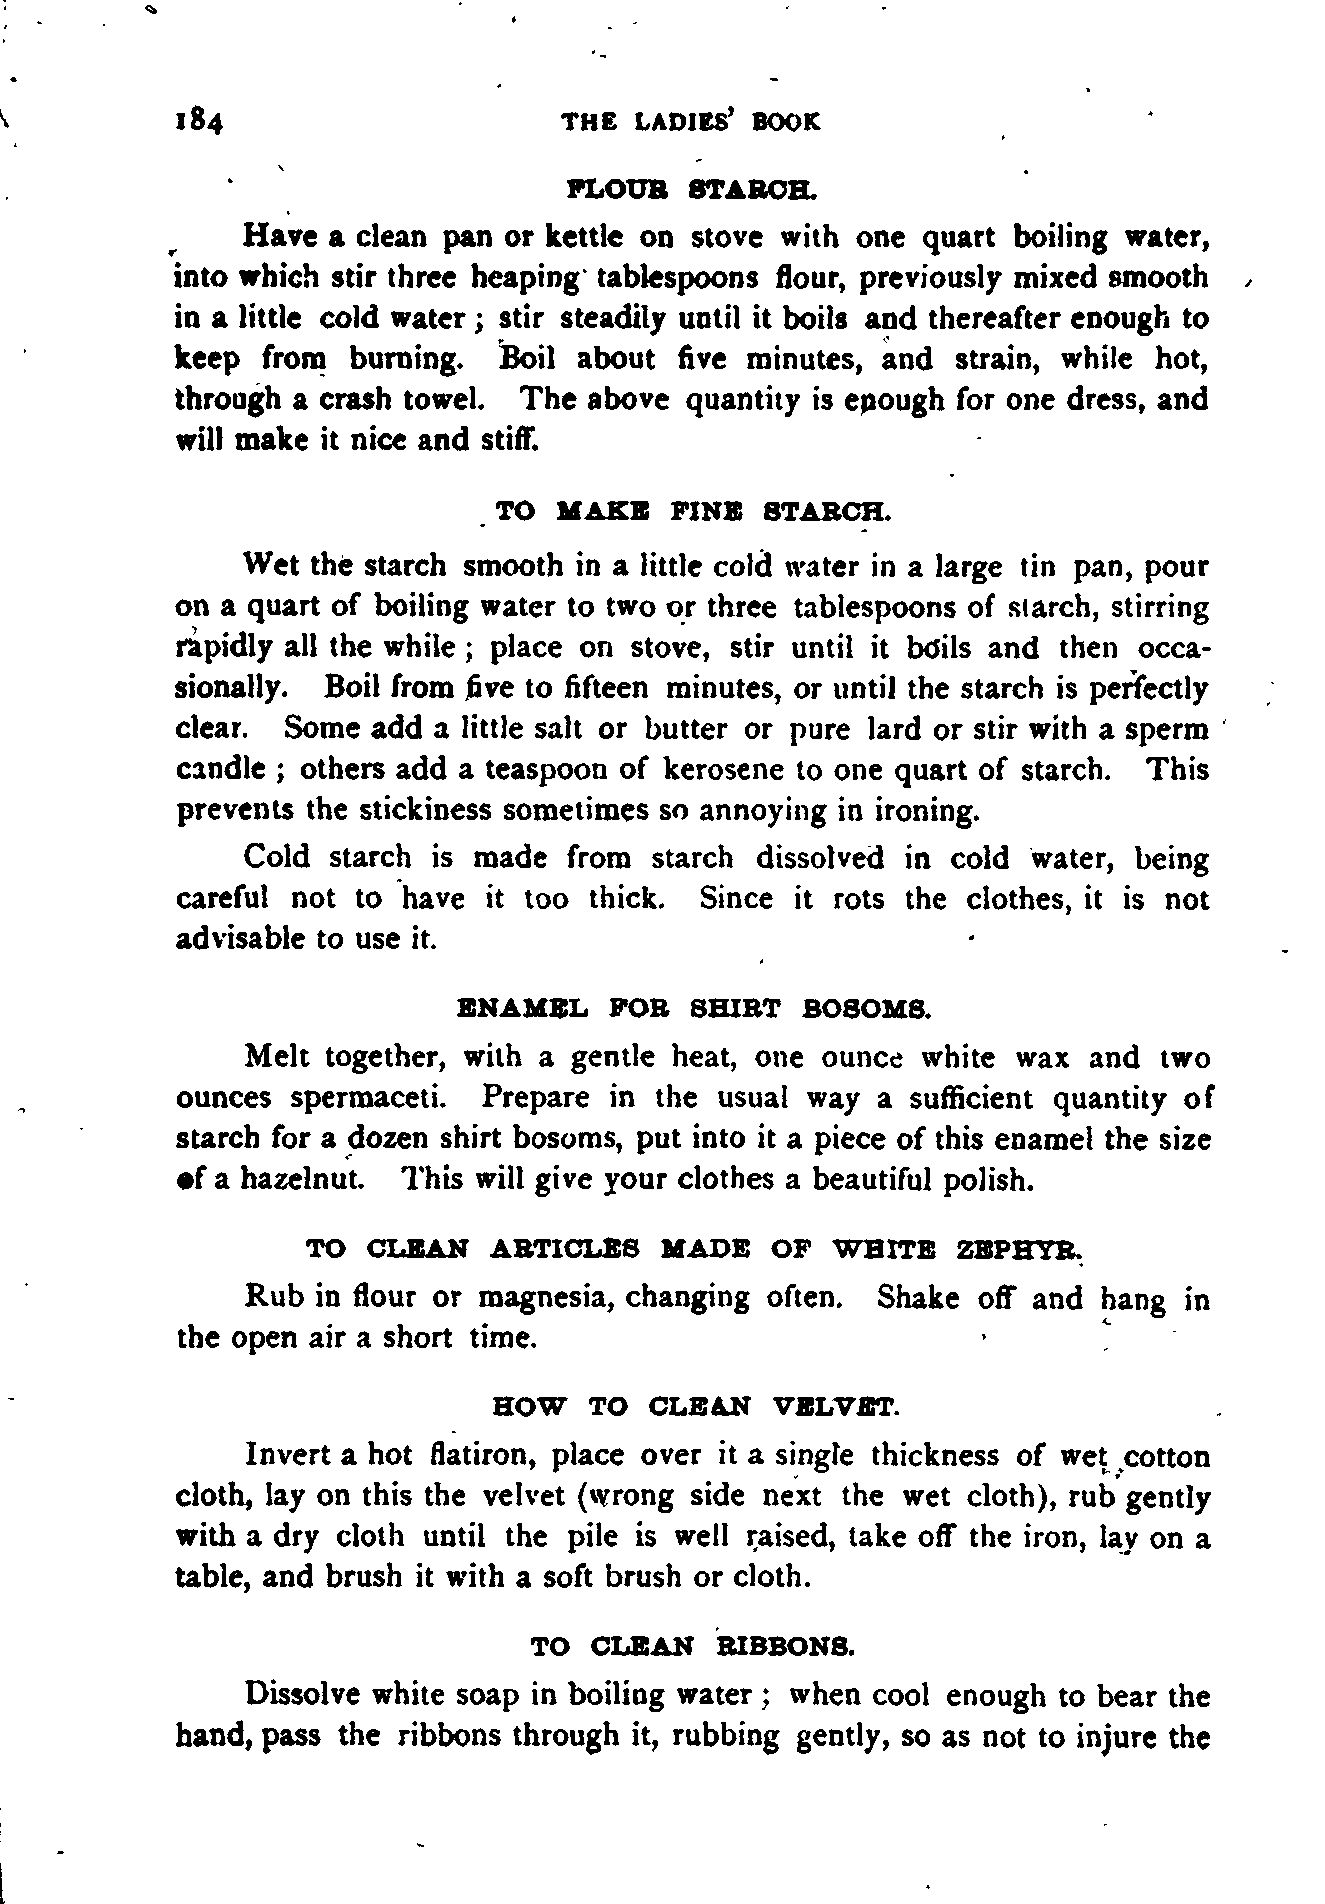 184 THE LADIES' BOOK
FLOUR STARCH.
Have a clean pan or kettle on stove with one quart boiling water,
into which stir three heaping tablespoons flour, previously mixed smooth
in a little cold water ; stir steadily until it boils and thereafter enough to
keep from burning. Boil about five minutes, and strain, while hot,
through a crash towel. The above quantity is enough for one dress, and
will make it nice and stiff.
TO MAKE FINE STARCH.
Wet the starch smooth in a little cold water in a large tin pan, pour
on a quart of boiling water to two or three tablespoons of starch, stirring
rapidly all the while ; place on stove, stir until it boils and then occa-
sionally. Boil from five to fifteen minutes, or until the starch is perfectly
clear. Some add a little salt or butter or pure lard or stir with a sperm
candle ; others add a teaspoon of kerosene to one quart of starch. This
prevents the stickiness sometimes so annoying in ironing.
Cold starch is made from starch dissolved in cold water, being
careful not to have it too thick. Since it rots the clothes, it is not
advisable to use it.
ENAMEL FOR SHIRT BOSOMS.
Melt together, with a gentle heat, one ounce white wax and two
ounces spermaceti. Prepare in the usual way a sufficient quantity of
starch for a dozen shirt bosoms, put into it a piece of this enamel the size
of a hazelnut. This will give your clothes a beautiful polish.
TO CLEAN ARTICLES MADE OF WHITE ZEPHYR.
Rub in flour or magnesia, changing often. Shake off and hang in
the open air a short time.
HOW TO CLEAN VELVET.
Invert a hot flatiron, place over it a single thickness of wet cotton
cloth, lay on this the velvet (wrong side next the wet cloth), rub gently
with a dry cloth until the pile is well raised, take off the iron, lay on a
table, and brush it with a soft brush or cloth.
TO CLEAN RIBBONS.
Dissolve white soap in boiling water ; when cool enough to bear the
hand, pass the ribbons through it, rubbing gently, so as not to injure the